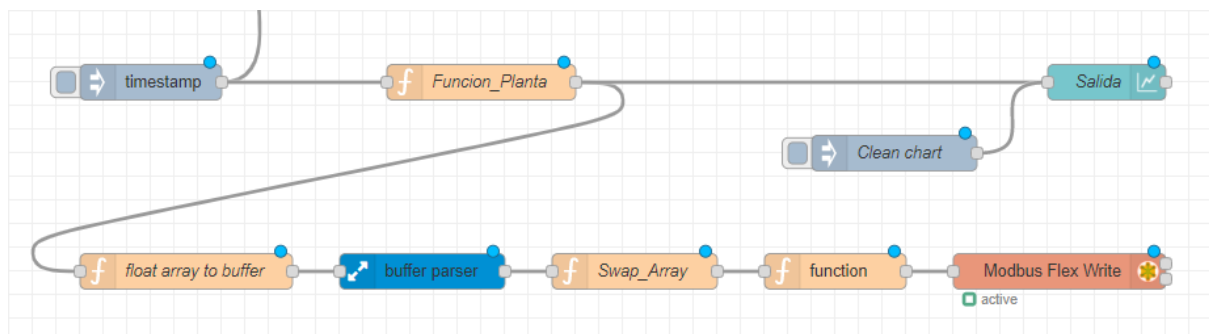 timestamp
Funcion_Planta
Salida
Clean chart
float array to buffer
buffer parser
Swap_Array
function
Modbus Flex Write
active